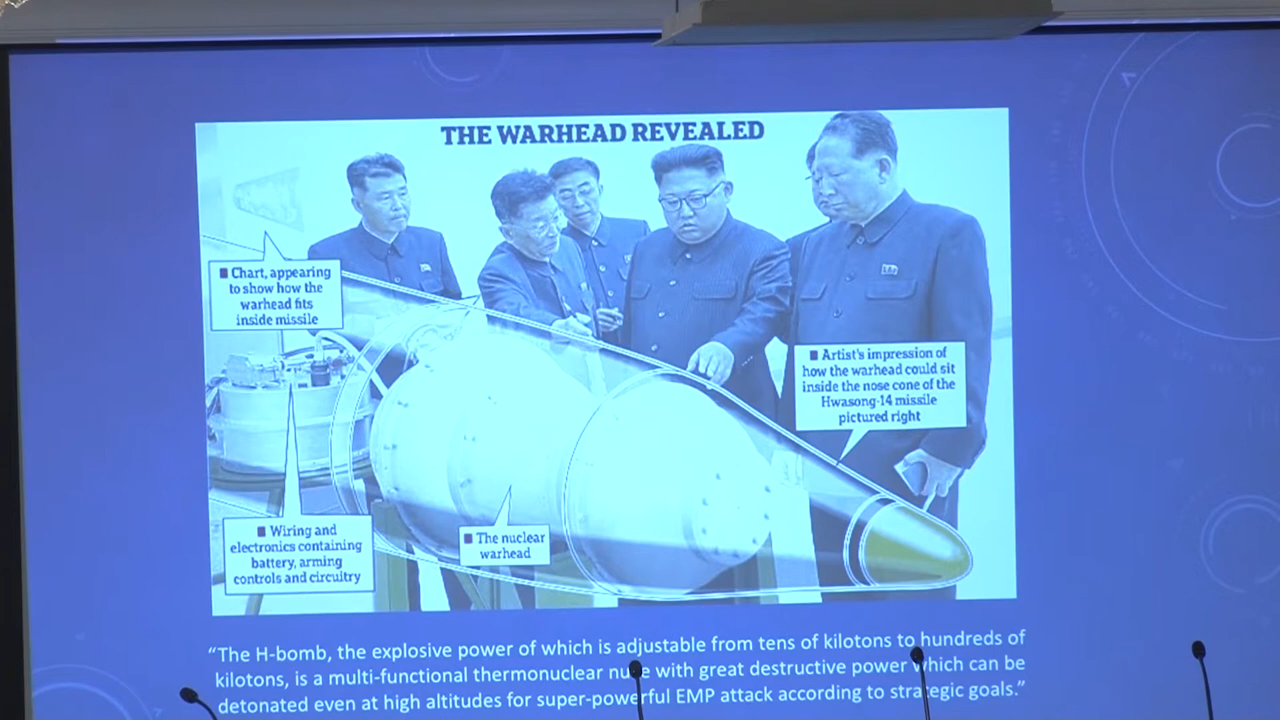 THE WARHEAD REVEALED
■ Chart, appearing
to show how the
warhead fits
inside missile
■ Artist's impression of
how the warhead could sit
inside the nose cone of the
Hwasong-14 missile
pictured right
■ Wiring and
electronics containing
battery, arming
controls and circuitry
■ The nuclear
warhead
“The H-bomb, the explosive power of which is adjustable from tens of kilotons to hundreds of
kilotons, is a multi-functional thermonuclear nuke with great destructive power which can be
detonated even at high altitudes for super-powerful EMP attack according to strategic goals.”